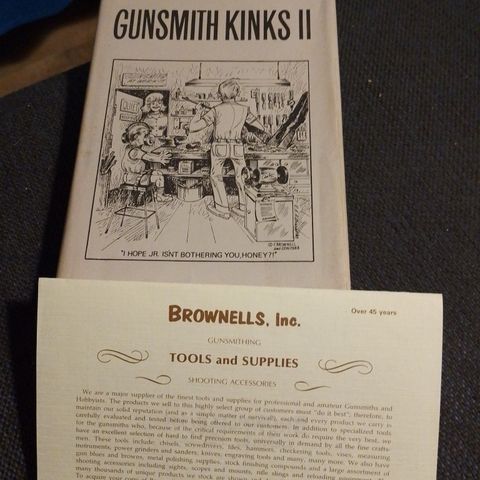 GUNSMITH KINKS II
"I HOPE JR. ISN'T BOTHERING YOU, HONEY?!"
BROWNELLS, Inc.
Over 45 years
GUNSMITHING
TOOLS and SUPPLIES
SHOOTING ACCESSORIES
We are a major supplier of the finest tools and supplies for professional and amateur Gunsmiths and
Hobbyists. The products we sell to this highly select group of customers must "do it best", therefore, to
maintain our solid reputation (and as a simple matter of survival), each and every product we carry is
carefully evaluated and tested before being offered to our customers. In addition to specialized tools
for the gunsmiths who, because of the critical requirements of their work do require the very best, we
have an excellent selection of hard to find precision tools, universally in demand by all the fine crafts-
men. These tools include: chisels, screwdrivers, files, hammers, checkering tools, vises, measuring
instruments, power grinders and sanders, knives, engraving tools and many, many more. We also have
gun blues and browns, metal polishing supplies, stock finishing compounds and a large assortment of
shooting accessories including sights, scopes and mounts, rifle slings and reloading
many thousands of unique products we stock are shown
To acquire your copy of